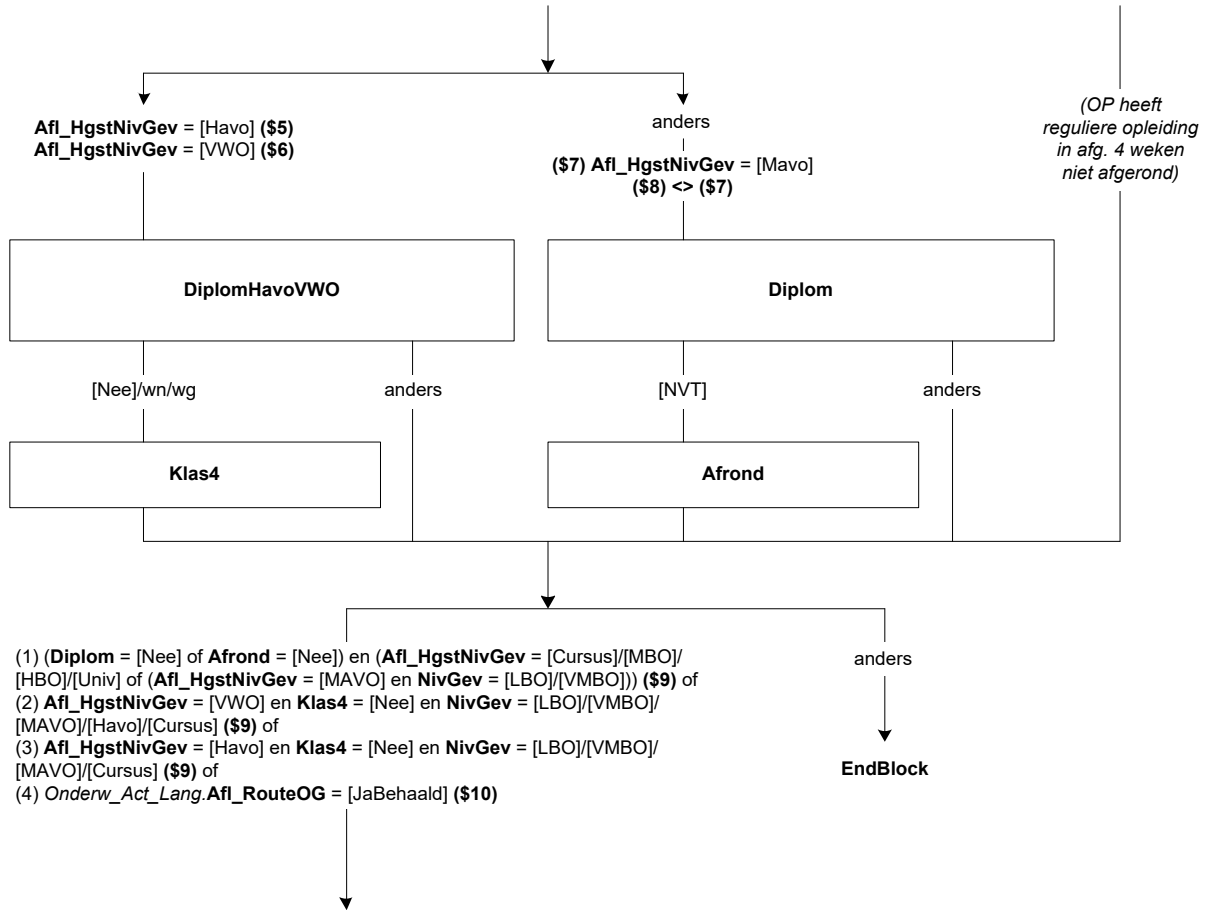 Afl_HgstNivGev = [Havo] ($5)
Afl_HgstNivGev = [VWO] ($6)
anders
($7) Afl_HgstNivGev = [Mavo]
($8) <> ($7)
(OP heeft
reguliere opleiding
in afg. 4 weken
niet afgerond)
DiplomHavoVWO
Diplom
[Nee]/wn/wg
anders
[NVT]
anders
Klas4
Afrond
(1) (Diplom = [Nee] of Afrond = [Nee]) en (Afl_HgstNivGev = [Cursus]/[MBO]/
[HBO]/[Univ] of (Afl_HgstNivGev = [MAVO] en NivGev = [LBO]/[VMBO])) ($9) of
(2) Afl_HgstNivGev = [VWO] en Klas4 = [Nee] en NivGev = [LBO]/[VMBO]/
[MAVO]/[Havo]/[Cursus] ($9) of
(3) Afl_HgstNivGev = [Havo] en Klas4 = [Nee] en NivGev = [LBO]/[VMBO]/
[MAVO]/[Cursus] ($9) of
(4) Onderw_Act_Lang.Afl_RouteOG = [JaBehaald] ($10)
anders
EndBlock